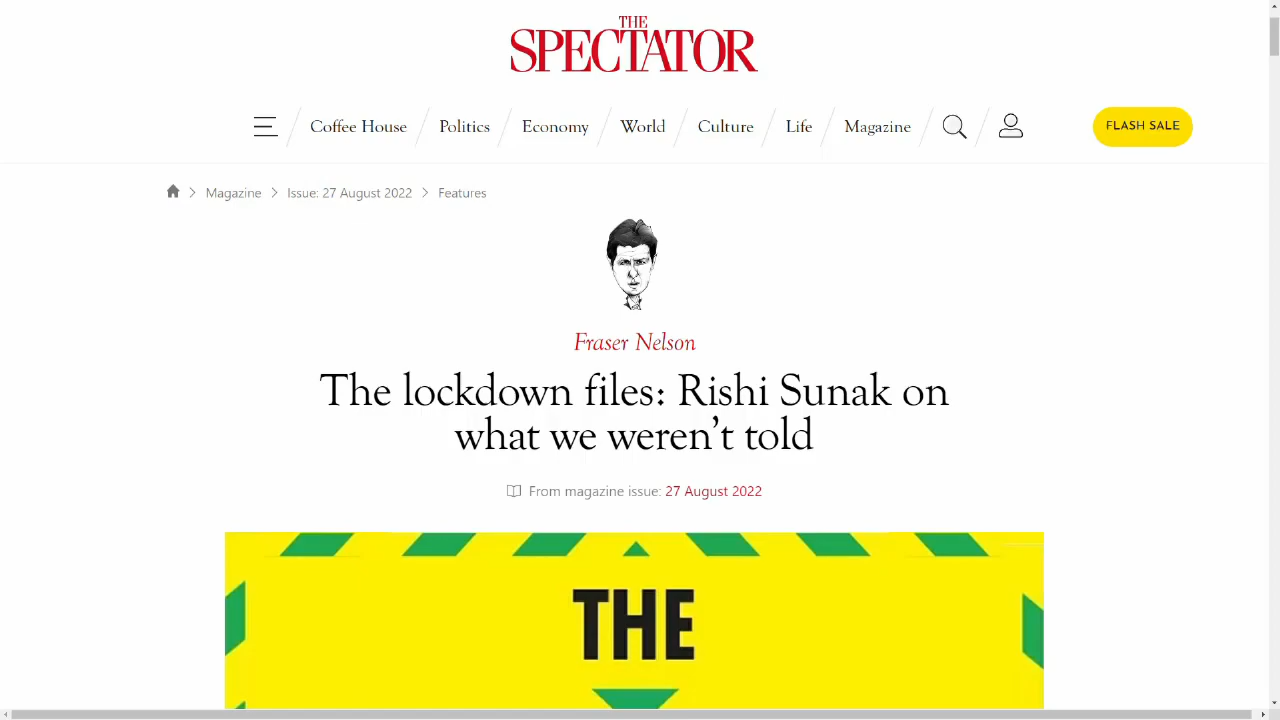 THE
SPECTATOR
Coffee House Politics Economy World Culture Life Magazine FLASH SALE
Magazine Issue: 27 August 2022 Features
Fraser Nelson
The lockdown files: Rishi Sunak on
what we weren't told
From magazine issue: 27 August 2022
THE